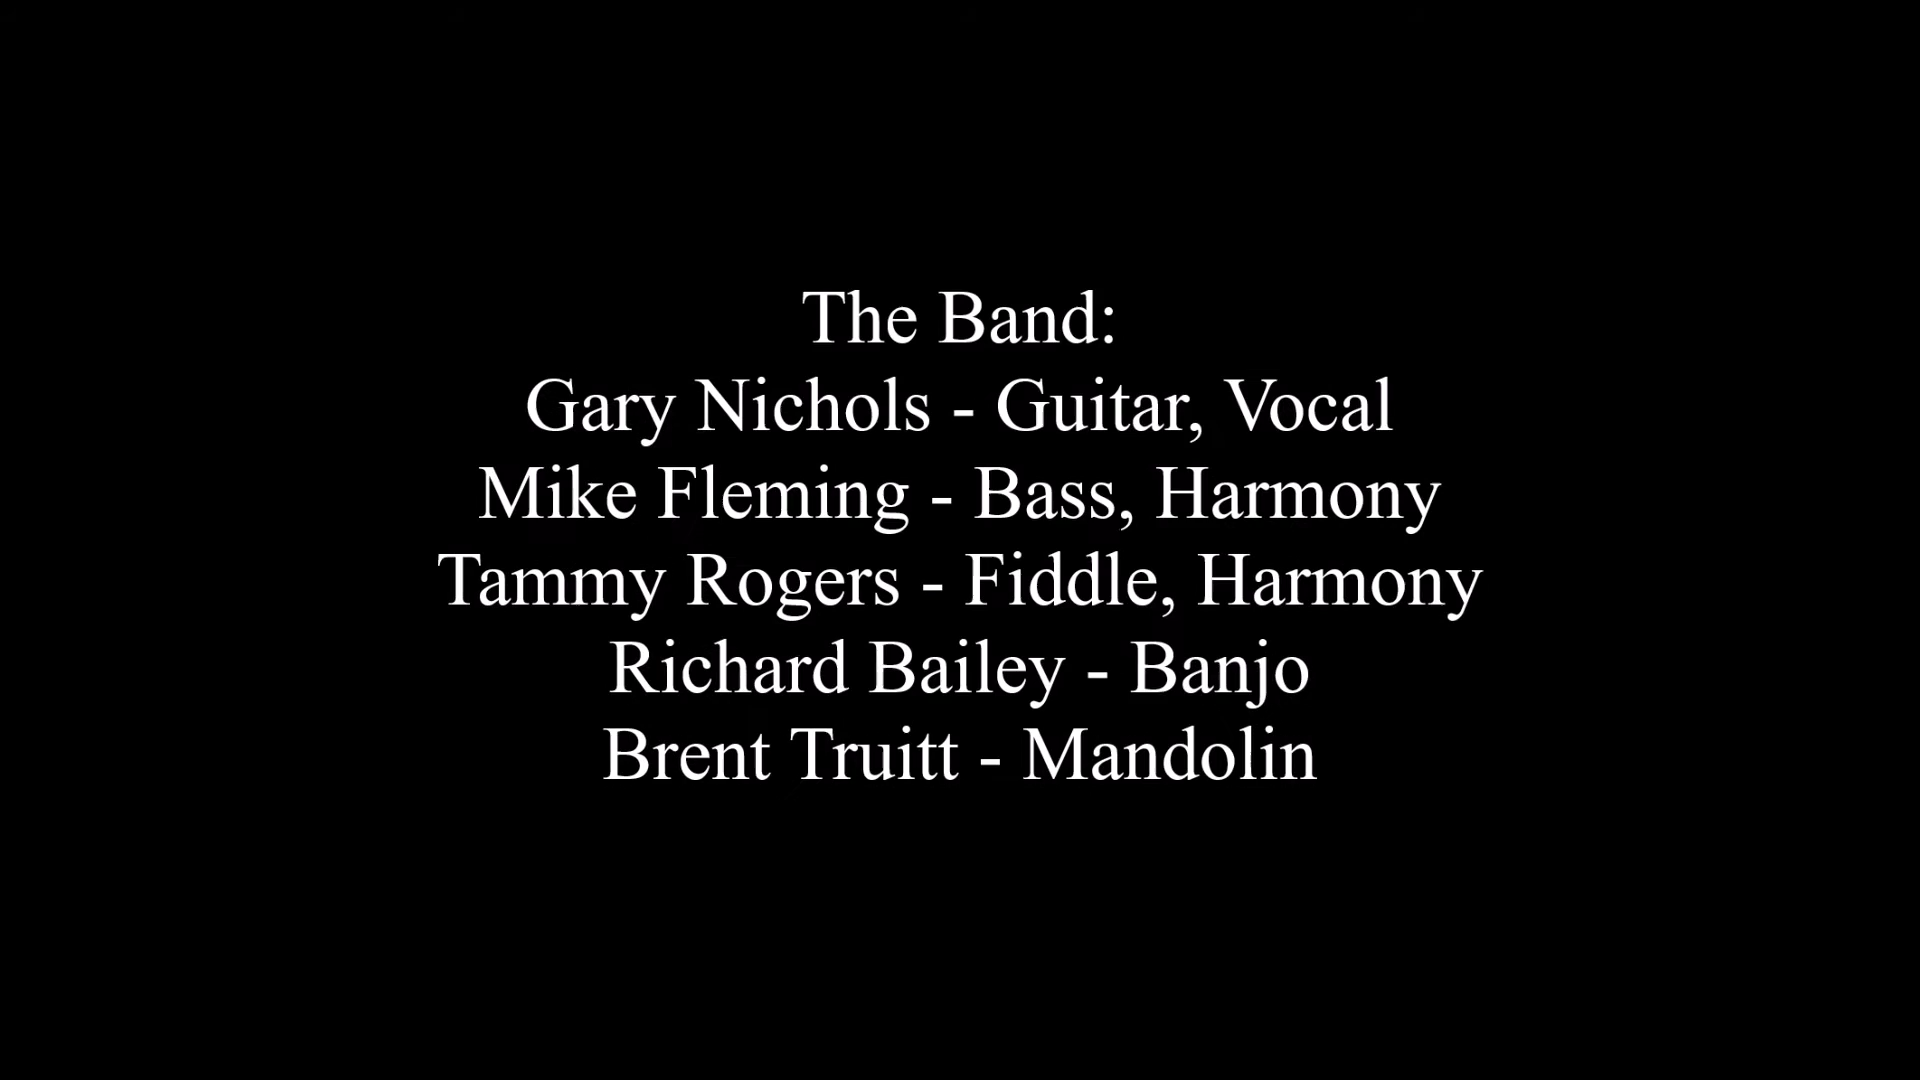 The Band:
Gary Nichols - Guitar, Vocal
Mike Fleming - Bass, Harmony
Tammy Rogers - Fiddle, Harmony
Richard Bailey - Banjo
Brent Truitt - Mandolin